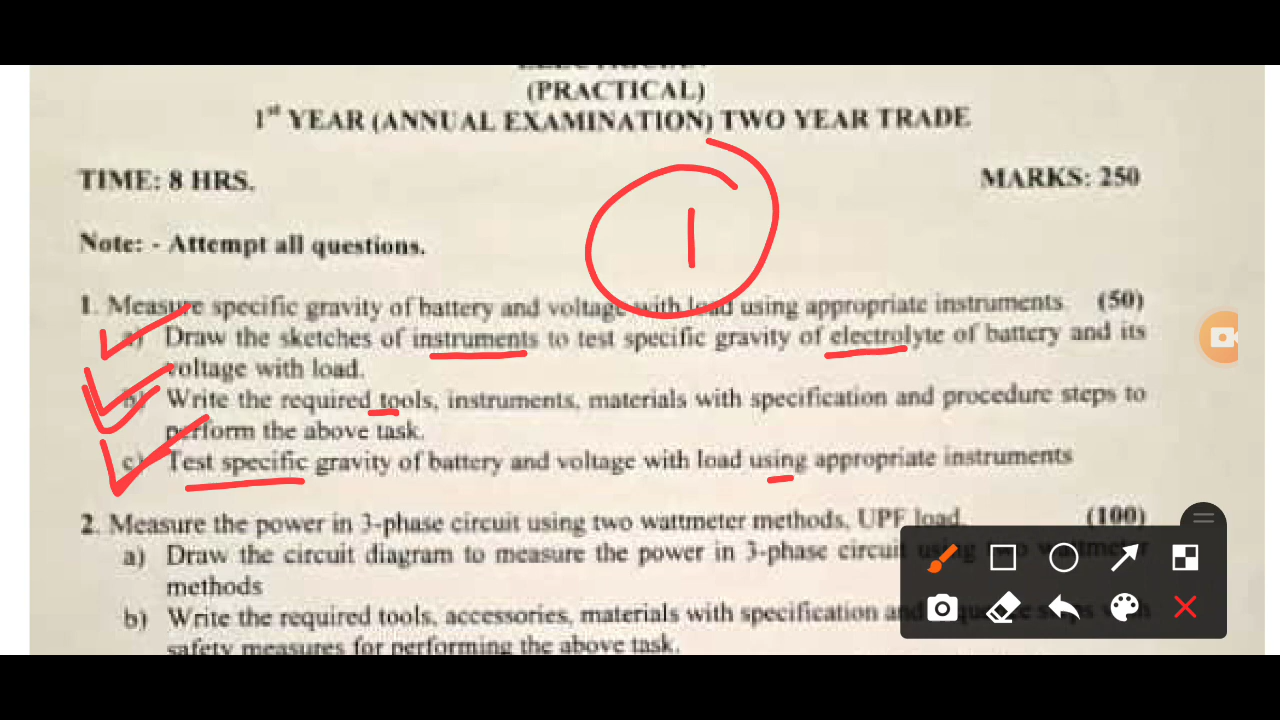 (PRACTICAL)
1st YEAR (ANNUAL EXAMINATION) TWO YEAR TRADE
TIME: 8 HRS. MARKS: 250
1
Note: - Attempt all questions.
1. Measure specific gravity of battery and voltage with load using appropriate instruments. (50)
a) Draw the sketches of instruments to test specific gravity of electrolyte of battery and its
voltage with load.
b) Write the required tools, instruments, materials with specification and procedure steps to
perform the above task.
c) Test specific gravity of battery and voltage with load using appropriate instruments
2. Measure the power in 3-phase circuit using two wattmeter methods, UPF load. (100)
a) Draw the circuit diagram to measure the power in 3-phase circuit using two wattmeter
methods
b) Write the required tools, accessories, materials with specification and
safety measures for performing the above task.